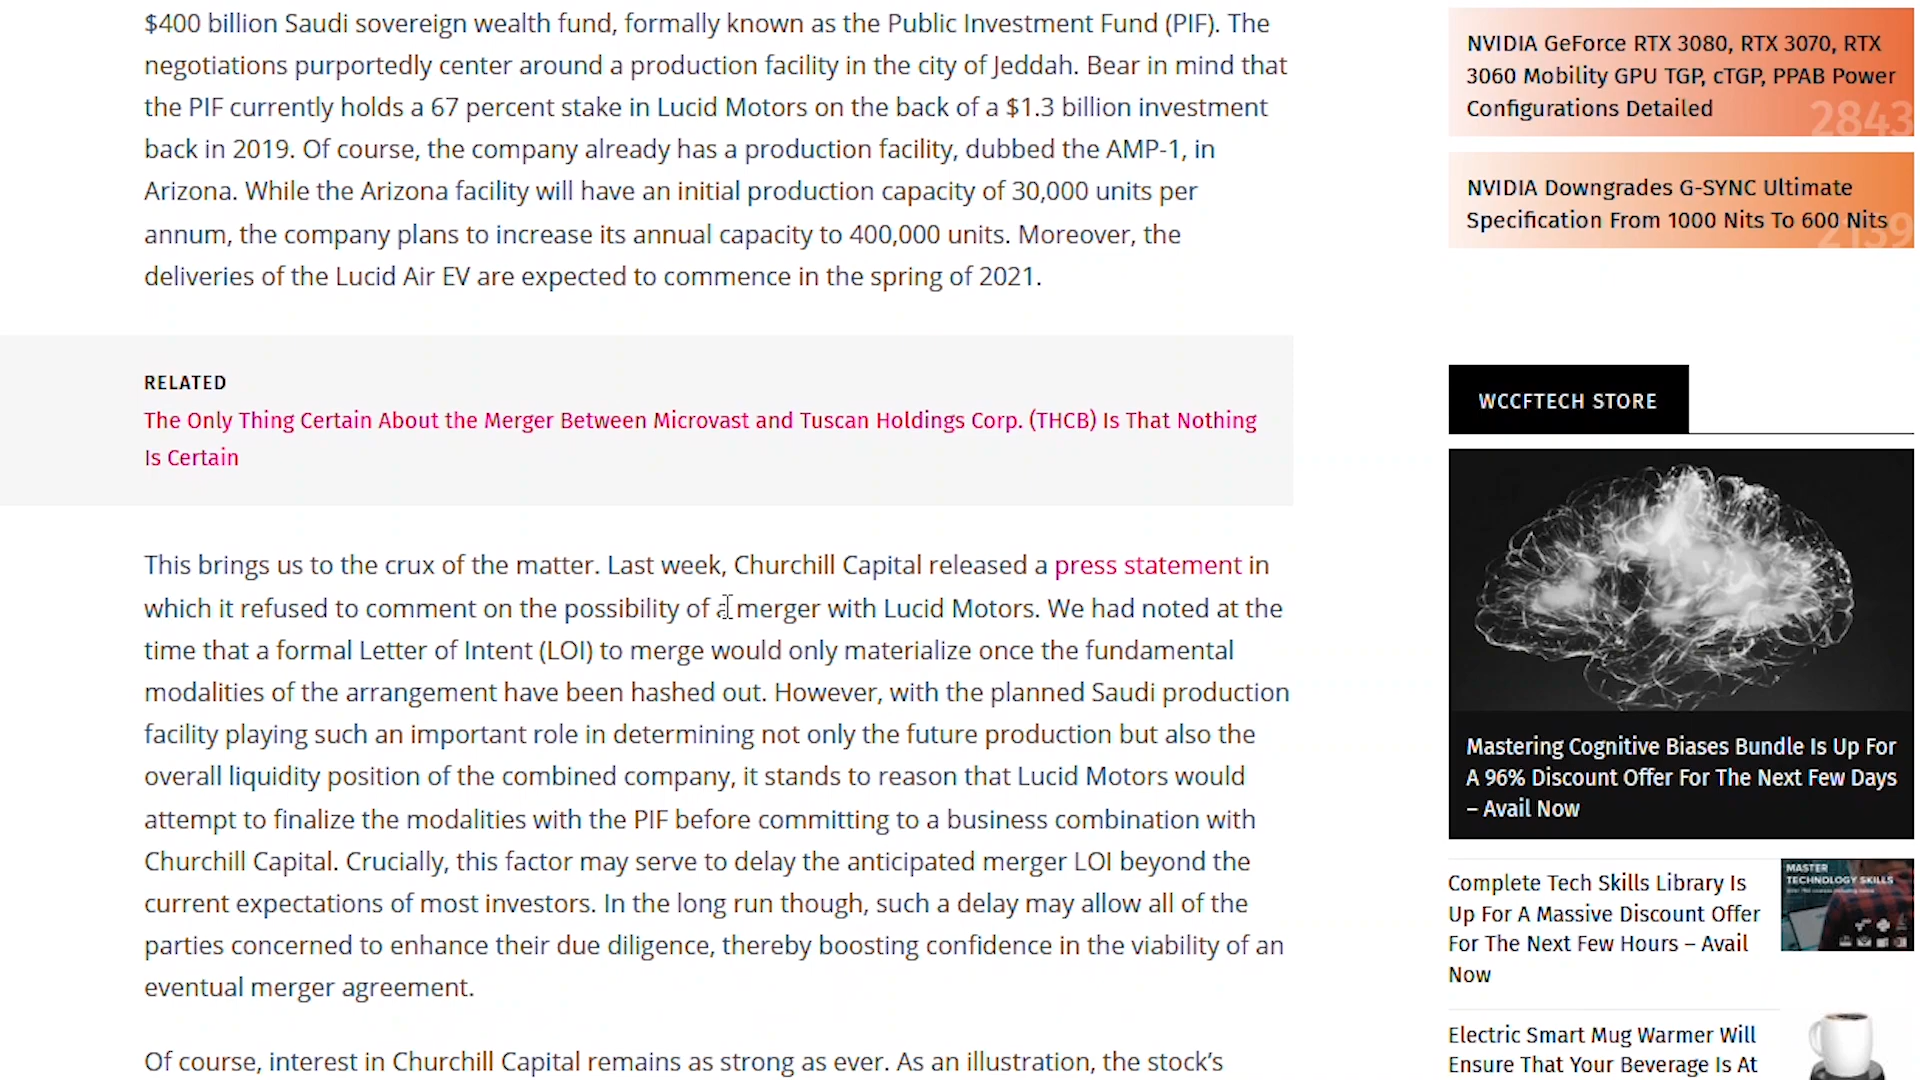 $400 billion Saudi sovereign wealth fund, formally known as the Public Investment Fund (PIF). The
negotiations purportedly center around a production facility in the city of Jeddah. Bear in mind that
the PIF currently holds a 67 percent stake in Lucid Motors on the back of a $1.3 billion investment
back in 2019. Of course, the company already has a production facility, dubbed the AMP-1, in
Arizona. While the Arizona facility will have an initial production capacity of 30,000 units per
annum, the company plans to increase its annual capacity to 400,000 units. Moreover, the
deliveries of the Lucid Air EV are expected to commence in the spring of 2021.
RELATED
The Only Thing Certain About the Merger Between Microvast and Tuscan Holdings Corp. (THCB) Is That Nothing
Is Certain
This brings us to the crux of the matter. Last week, Churchill Capital released a press statement in
which it refused to comment on the possibility of a merger with Lucid Motors. We had noted at the
time that a formal Letter of Intent (LOI) to merge would only materialize once the fundamental
modalities of the arrangement have been hashed out. However, with the planned Saudi production
facility playing such an important role in determining not only the future production but also the
overall liquidity position of the combined company, it stands to reason that Lucid Motors would
attempt to finalize the modalities with the PIF before committing to a business combination with
Churchill Capital. Crucially, this factor may serve to delay the anticipated merger LOI beyond the
current expectations of most investors. In the long run though, such a delay may allow all of the
parties concerned to enhance their due diligence, thereby boosting confidence in the viability of an
eventual merger agreement.
Of course, interest in Churchill Capital remains as strong as ever. As an illustration, the stock's
NVIDIA GeForce RTX 3080, RTX 3070, RTX
3060 Mobility GPU TGP, cTGP, PPAB Power
Configurations Detailed
2843
NVIDIA Downgrades G-SYNC Ultimate
Specification From 1000 Nits To 600 Nits
2139
WCCFTECH STORE
Mastering Cognitive Biases Bundle Is Up For
A 96% Discount Offer For The Next Few Days
– Avail Now
Complete Tech Skills Library Is
Up For A Massive Discount Offer
For The Next Few Hours – Avail
Now
MASTER
TECHNOLOGY SKILLS
Electric Smart Mug Warmer Will
Ensure That Your Beverage Is At